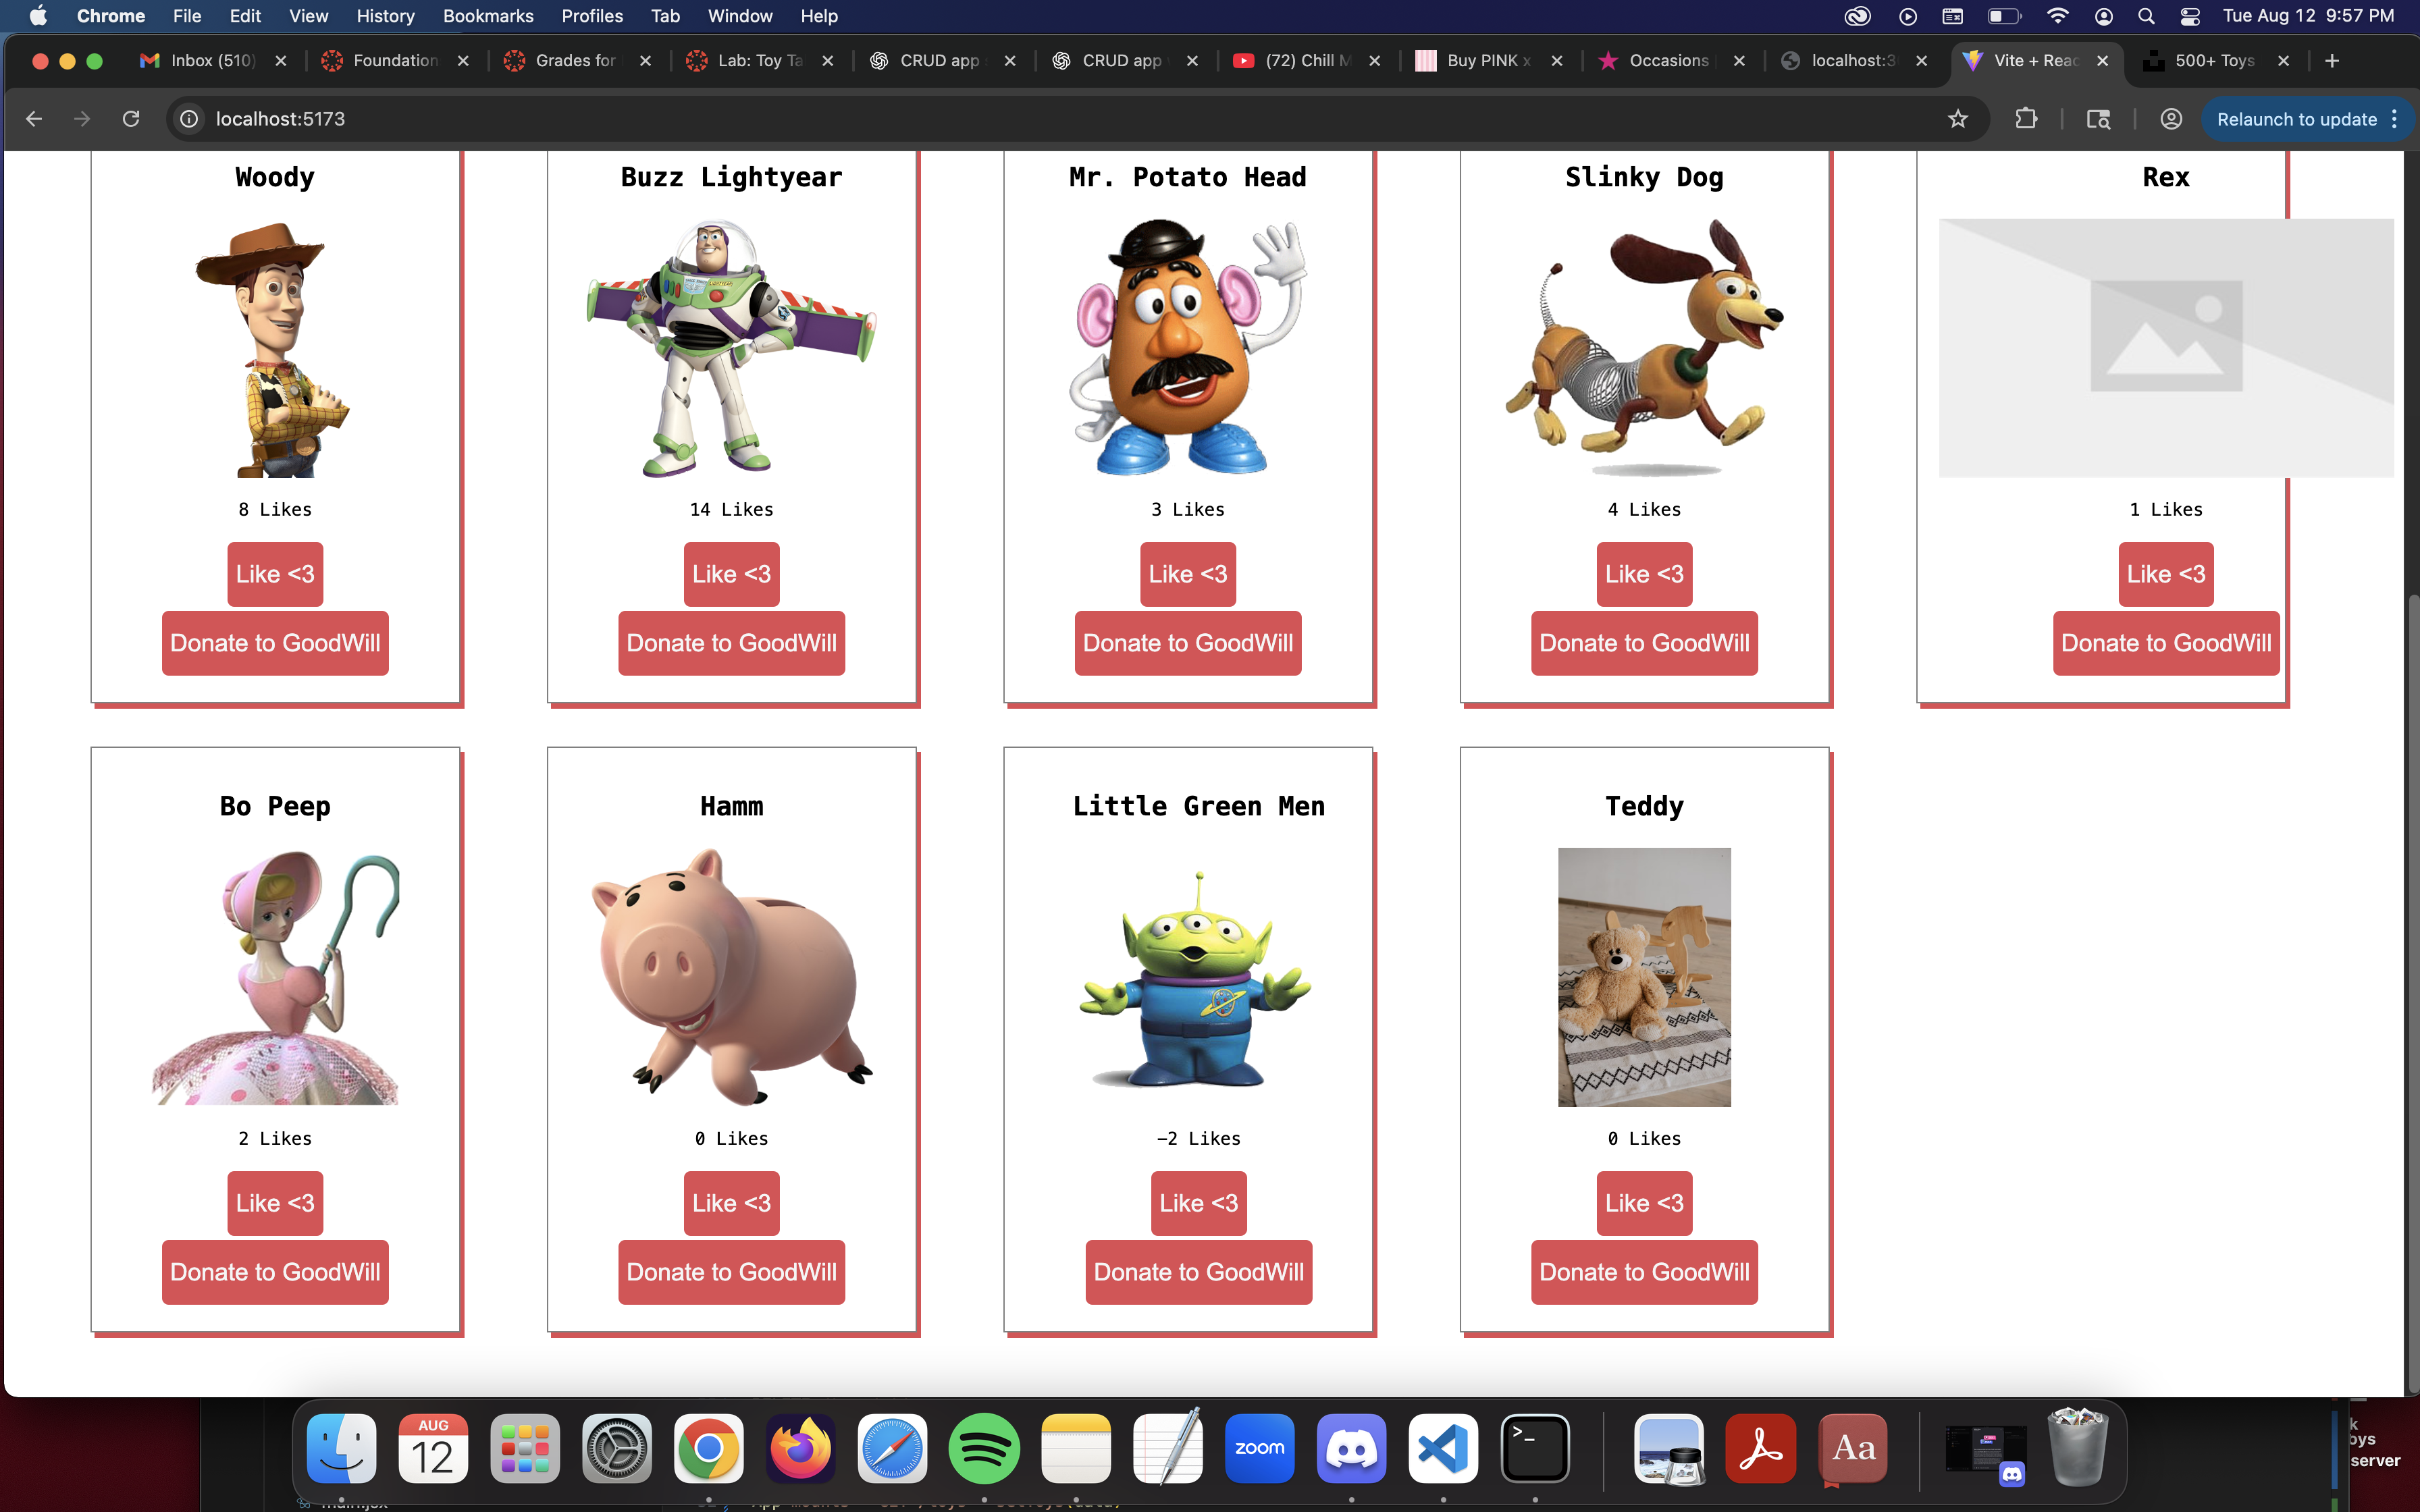 Chrome File Edit View History Bookmarks Profiles Tab Window Help Tue Aug 12 9:57 PM
Inbox (510) Foundation Grades for Lab: Toy Ta CRUD app CRUD app (72) Chill M Buy PINK x Occasions localhost:3 Vite + Reac 500+ Toys
localhost:5173 Relaunch to update
Woody Buzz Lightyear Mr. Potato Head Slinky Dog Rex
8 Likes 14 Likes 3 Likes 4 Likes 1 Likes
Like <3 Like <3 Like <3 Like <3 Like <3
Donate to GoodWill Donate to GoodWill Donate to GoodWill Donate to GoodWill Donate to GoodWill
Bo Peep Hamm Little Green Men Teddy
2 Likes 0 Likes -2 Likes 0 Likes
Like <3 Like <3 Like <3 Like <3
Donate to GoodWill Donate to GoodWill Donate to GoodWill Donate to GoodWill
AUG
12
zoom
Aa
oys
server